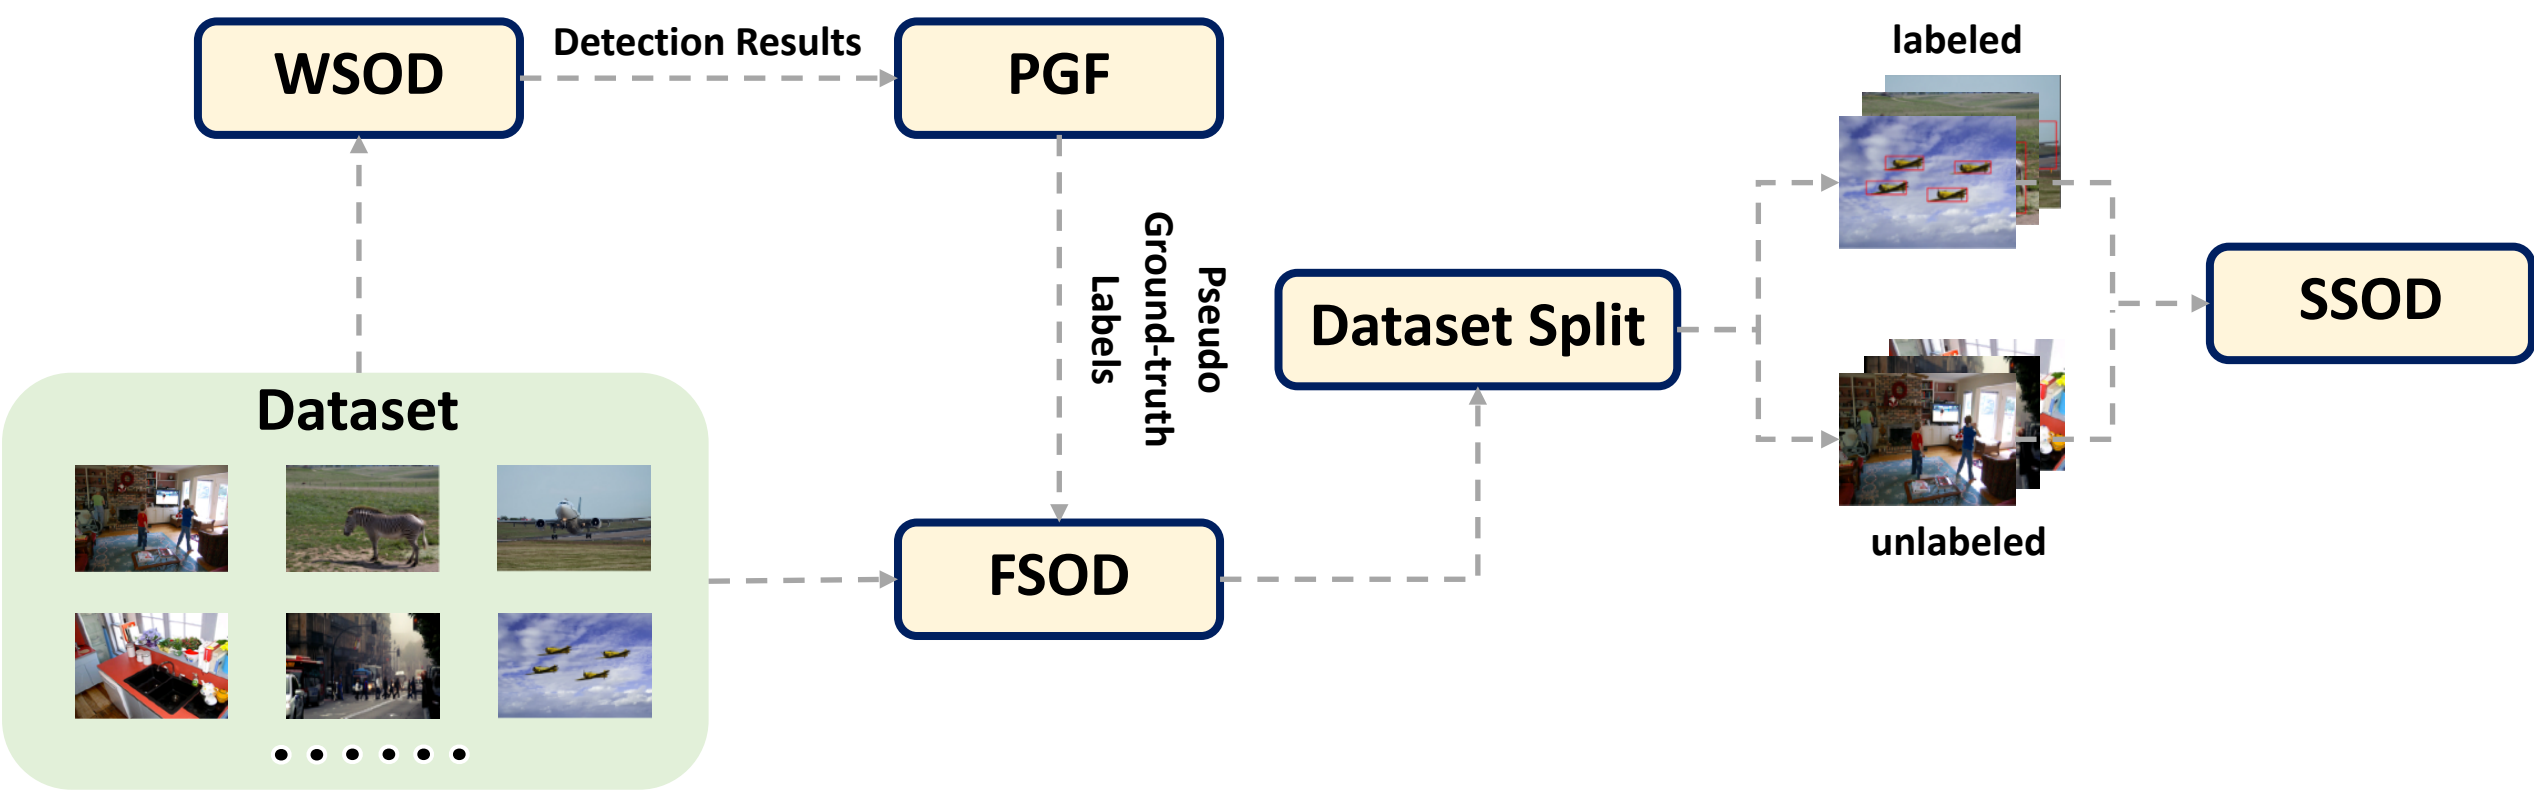 WSOD
Detection Results
PGF
labeled
Pseudo
Ground-truth
Labels
Dataset Split
SSOD
Dataset
FSOD
unlabeled